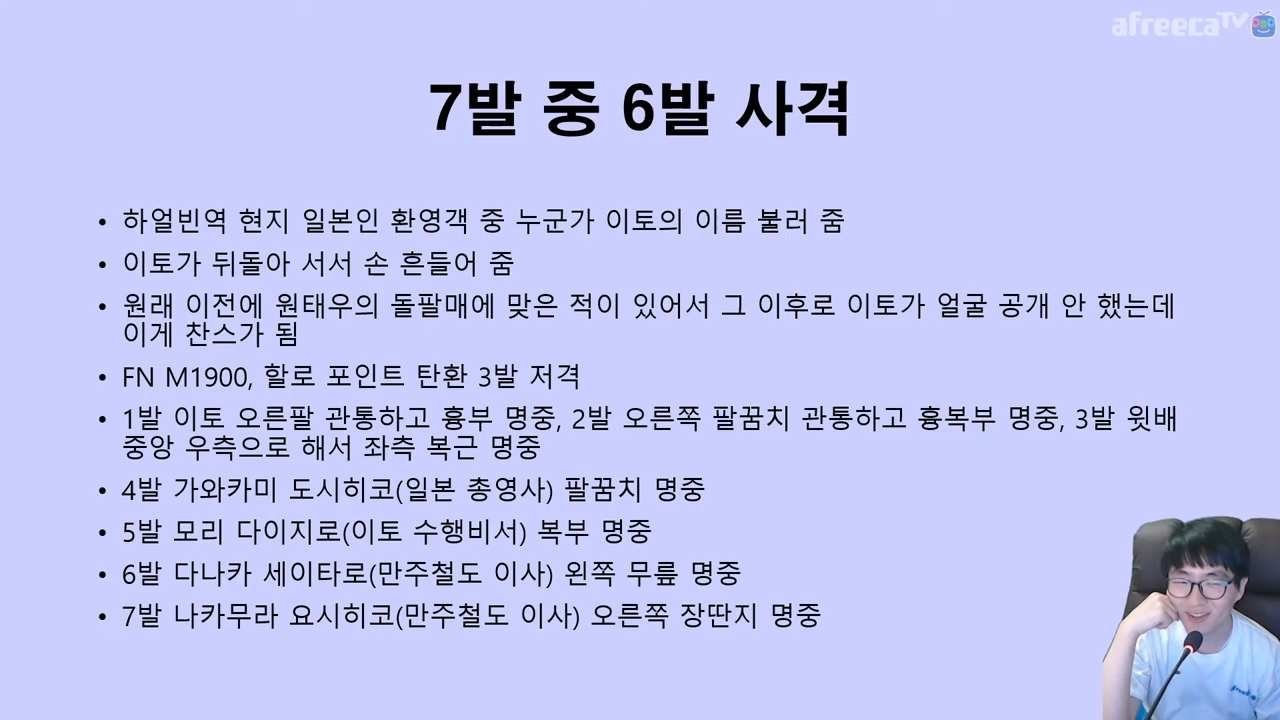 afreecaTV
7발 중 6발 사격
• 하얼빈역 현지 일본인 환영객 중 누군가 이토의 이름 불러 줌
• 이토가 뒤돌아 서서 손 흔들어 줌
• 원래 이전에 원태우의 돌팔매에 맞은 적이 있어서 그 이후로 이토가 얼굴 공개 안 했는데
이게 찬스가 됨
• FN M1900, 할로 포인트 탄환 3발 저격
• 1발 이토 오른팔 관통하고 흉부 명중, 2발 오른쪽 팔꿈치 관통하고 흉복부 명중, 3발 윗배
중앙 우측으로 해서 좌측 복근 명중
• 4발 가와카미 도시히코(일본 총영사) 팔꿈치 명중
• 5발 모리 다이지로(이토 수행비서) 복부 명중
• 6발 다나카 세이타로(만주철도 이사) 왼쪽 무릎 명중
• 7발 나카무라 요시히코(만주철도 이사) 오른쪽 장딴지 명중